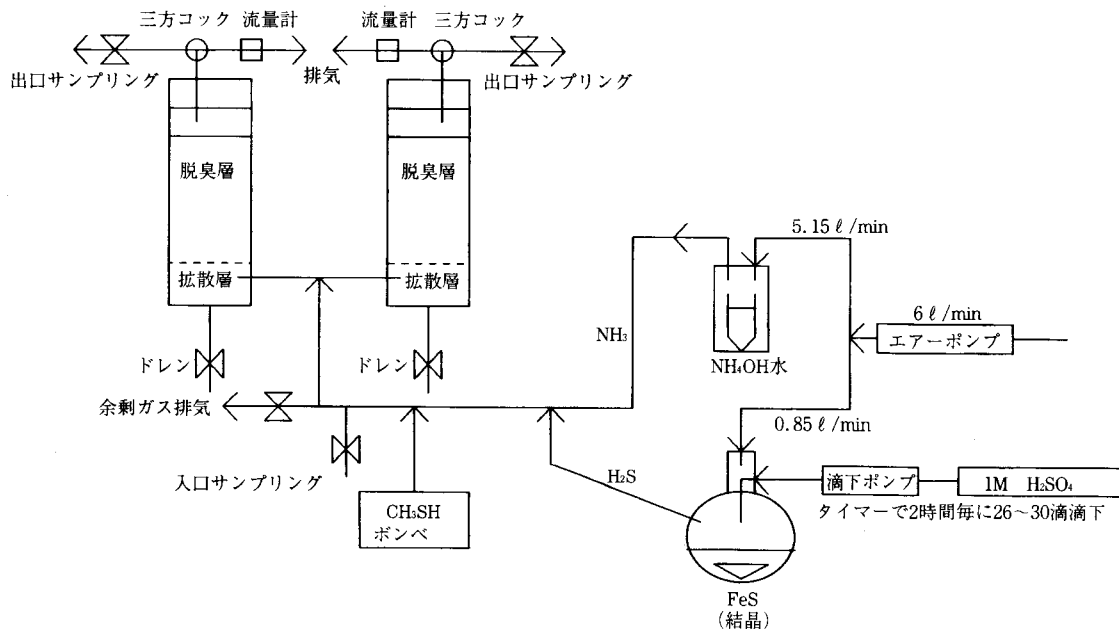 三方コック 流量計 流量計 三方コック
出口サンプリング 排気 出口サンプリング
脱臭層 脱臭層
拡散層 拡散層
5.15ℓ/min
6ℓ/min
エアーポンプ
NH₃
NH₄OH水
ドレン ドレン
余剰ガス排気
0.85ℓ/min
入口サンプリング
H₂S
滴下ポンプ 1M H₂SO₄
タイマーで2時間毎に26〜30滴滴下
CH₃SH
ボンベ
FeS
(結晶)